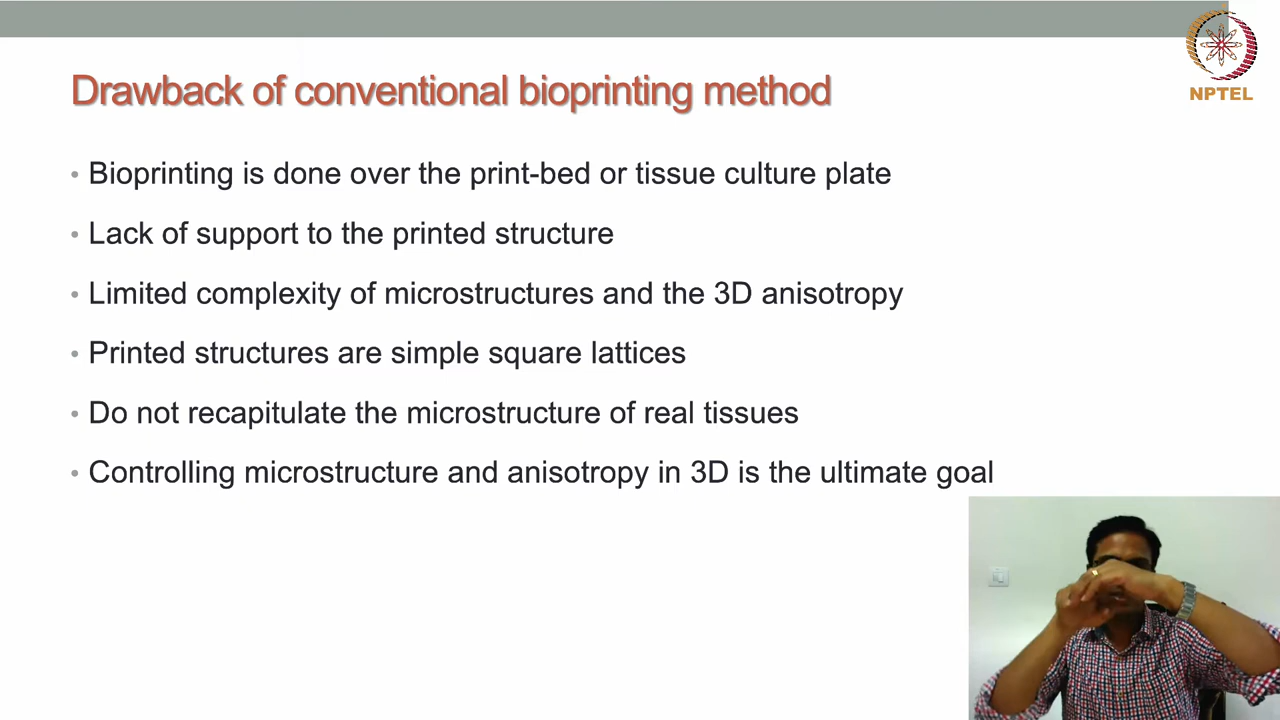 NPTEL
Drawback of conventional bioprinting method
• Bioprinting is done over the print-bed or tissue culture plate
• Lack of support to the printed structure
• Limited complexity of microstructures and the 3D anisotropy
• Printed structures are simple square lattices
• Do not recapitulate the microstructure of real tissues
• Controlling microstructure and anisotropy in 3D is the ultimate goal